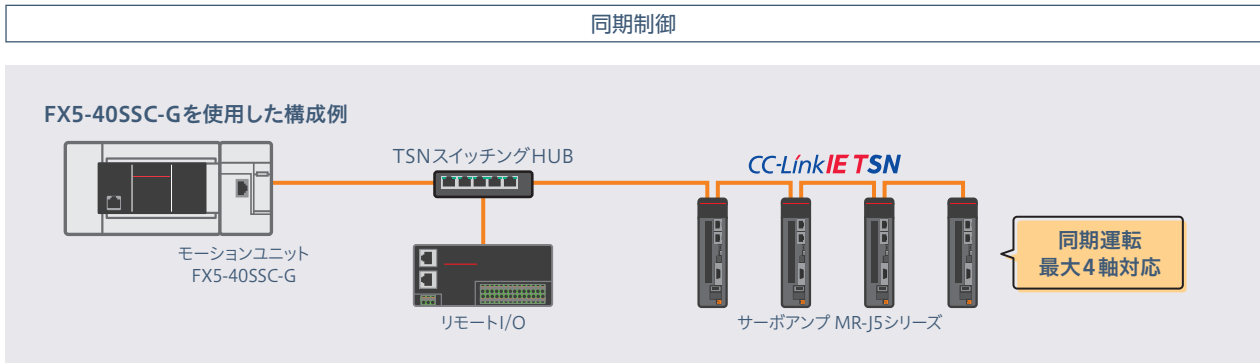 同期制御
FX5-40SSC-Gを使用した構成例
TSNスイッチングHUB
CC-Link IE TSN
モーションユニット
FX5-40SSC-G
リモートI/O
サーボアンプ MR-J5シリーズ
同期運転
最大4軸対応